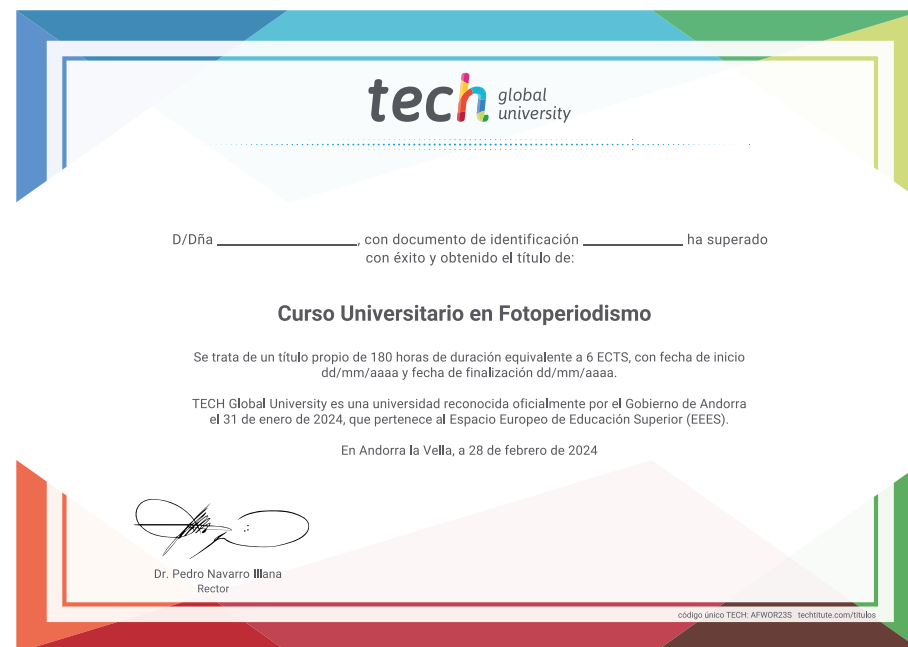 tech global university
D/Dña ________________, con documento de identificación ____________ ha superado
con éxito y obtenido el título de:
Curso Universitario en Fotoperiodismo
Se trata de un título propio de 180 horas de duración equivalente a 6 ECTS, con fecha de inicio
dd/mm/aaaa y fecha de finalización dd/mm/aaaa.
TECH Global University es una universidad reconocida oficialmente por el Gobierno de Andorra
el 31 de enero de 2024, que pertenece al Espacio Europeo de Educación Superior (EEES).
En Andorra la Vella, a 28 de febrero de 2024
Dr. Pedro Navarro Illana
Rector
código único TECH: AFWOR23S techtitute.com/titulos